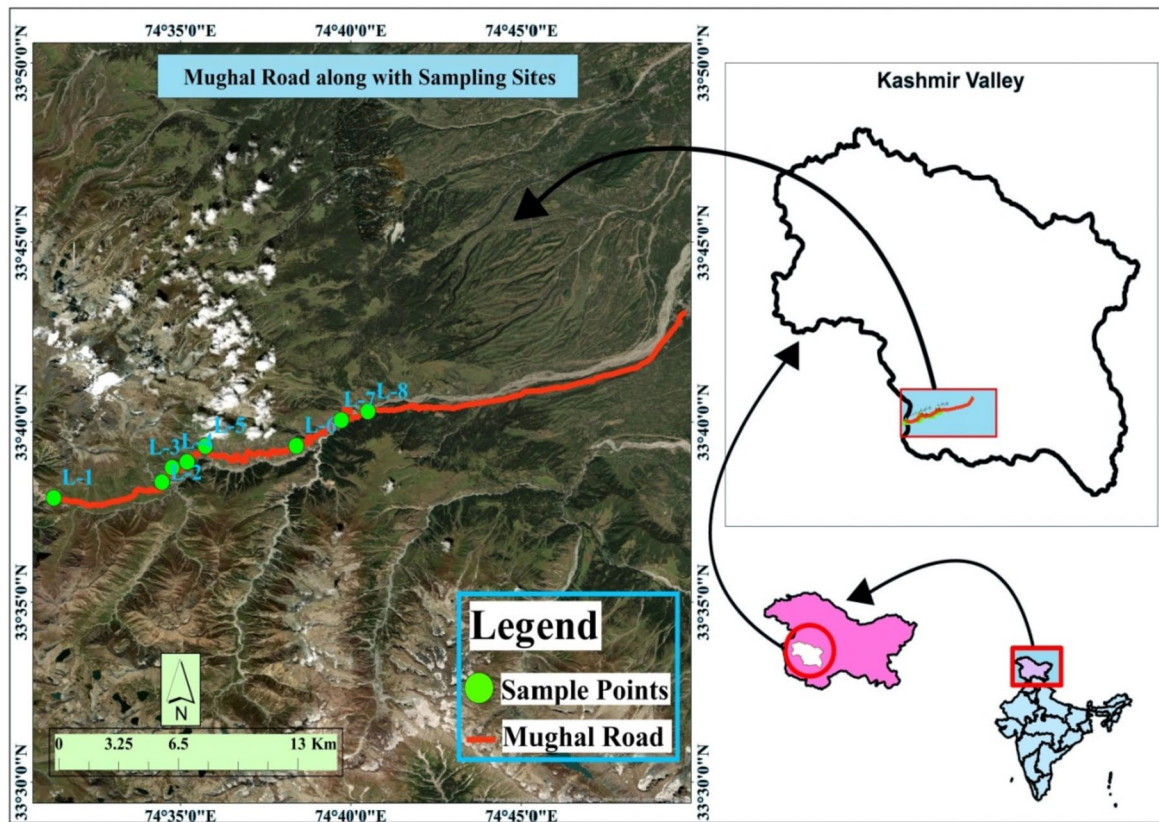 74°35'0"E
74°40'0"E
74°45'0"E
Mughal Road along with Sampling Sites
33°50'0"N
33°45'0"N
33°40'0"N
33°35'0"N
33°30'0"N
Kashmir Valley
L-1
L-2
L-3
L-4
L-5
L-6
L-7
L-8
Legend
Sample Points
Mughal Road
N
0 3.25 6.5 13 Km
74°35'0"E
74°40'0"E
74°45'0"E
33°50'0"N
33°45'0"N
33°40'0"N
33°35'0"N
33°30'0"N